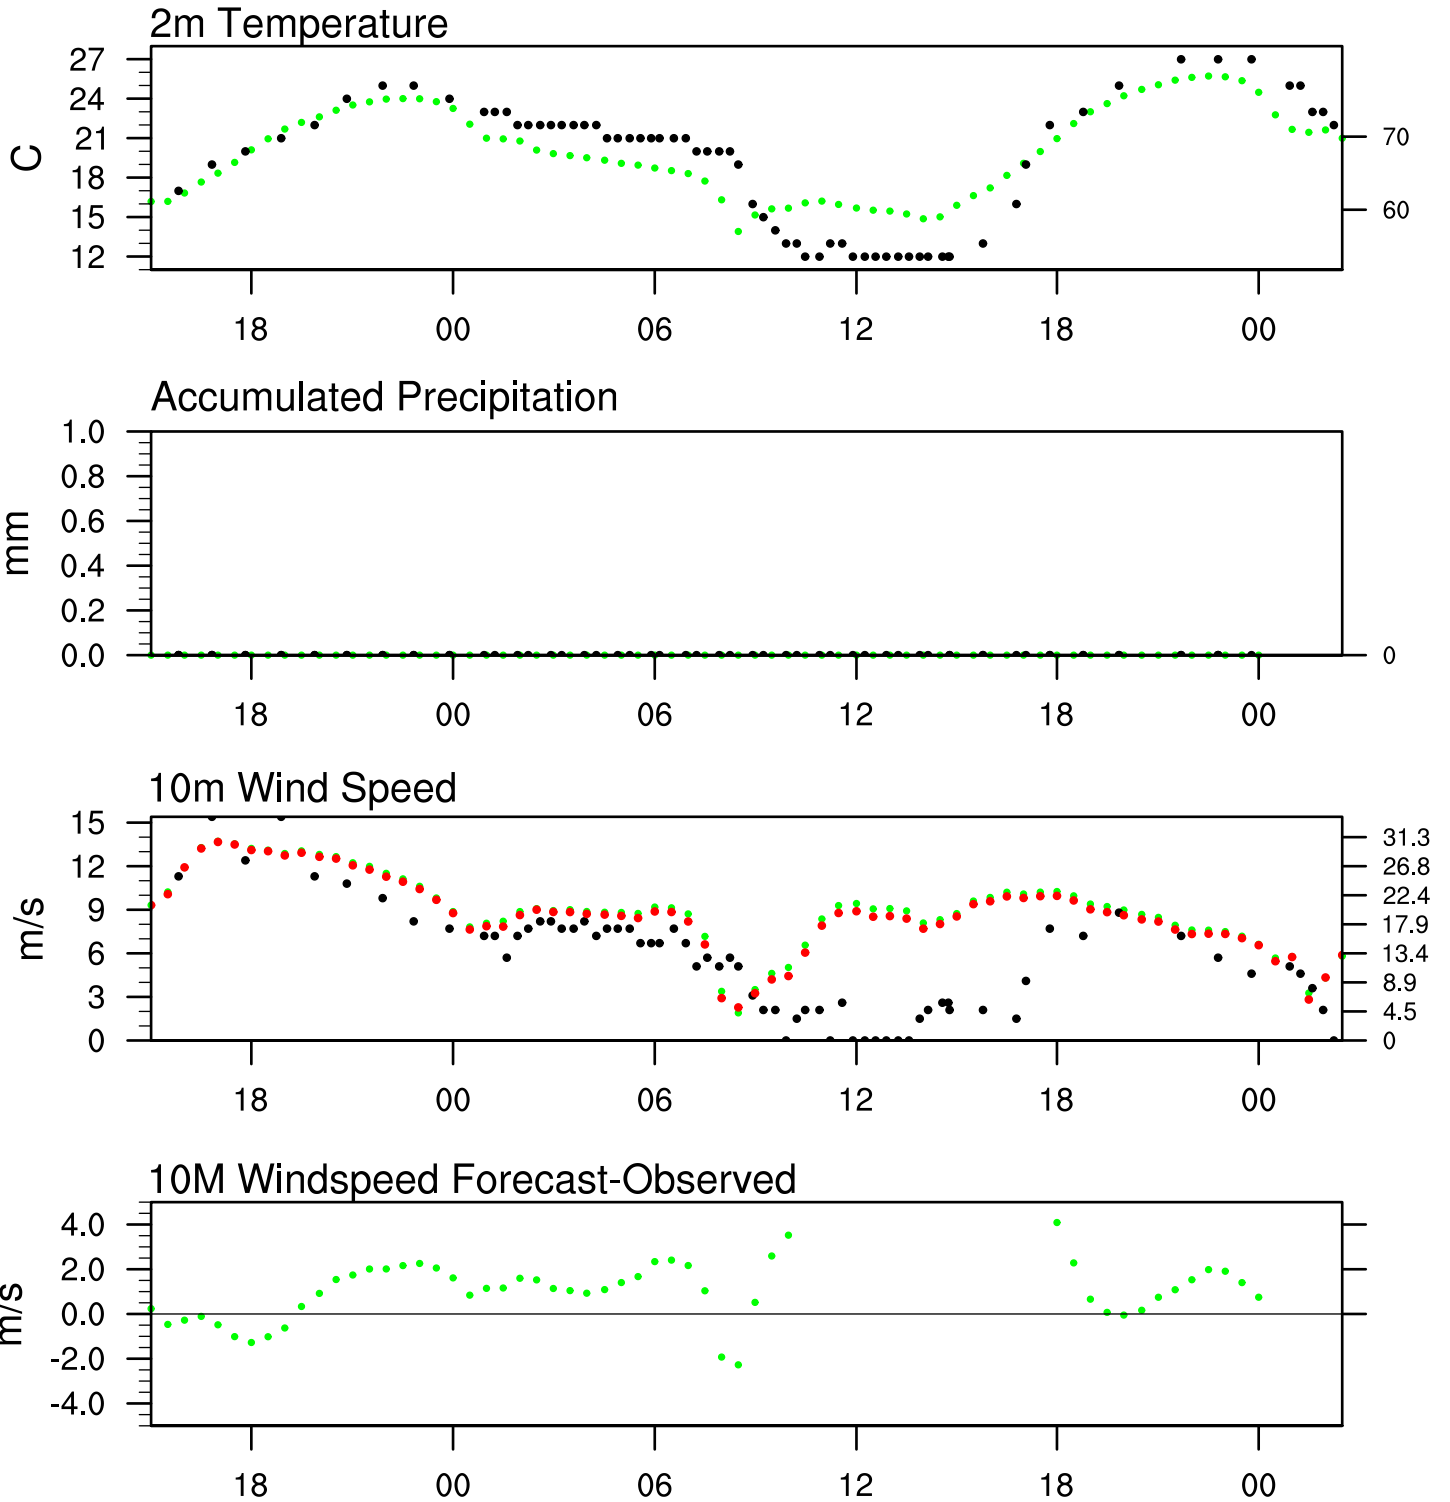 2m Temperature
27
24
21
18
15
12
C
70
60
18 00 06 12 18 00
Accumulated Precipitation
1.0
0.8
0.6
0.4
0.2
0.0
mm
0
18 00 06 12 18 00
10m Wind Speed
15
12
9
6
3
0
m/s
31.3
26.8
22.4
17.9
13.4
8.9
4.5
0
18 00 06 12 18 00
10M Windspeed Forecast-Observed
4.0
2.0
0.0
-2.0
-4.0
m/s
18 00 06 12 18 00